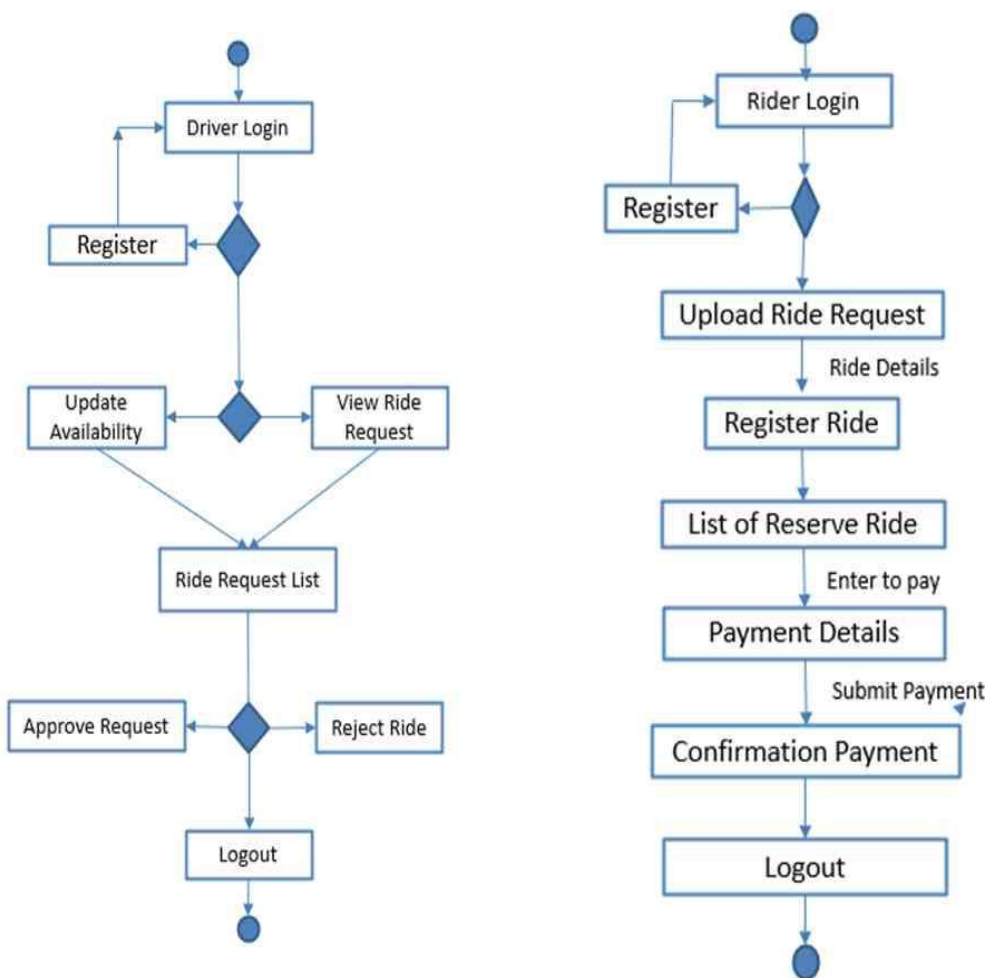 Driver Login
Register
Update
Availability
View Ride
Request
Ride Request List
Approve Request
Reject Ride
Logout
Rider Login
Register
Upload Ride Request
Ride Details
Register Ride
List of Reserve Ride
Enter to pay
Payment Details
Submit Payment
Confirmation Payment
Logout